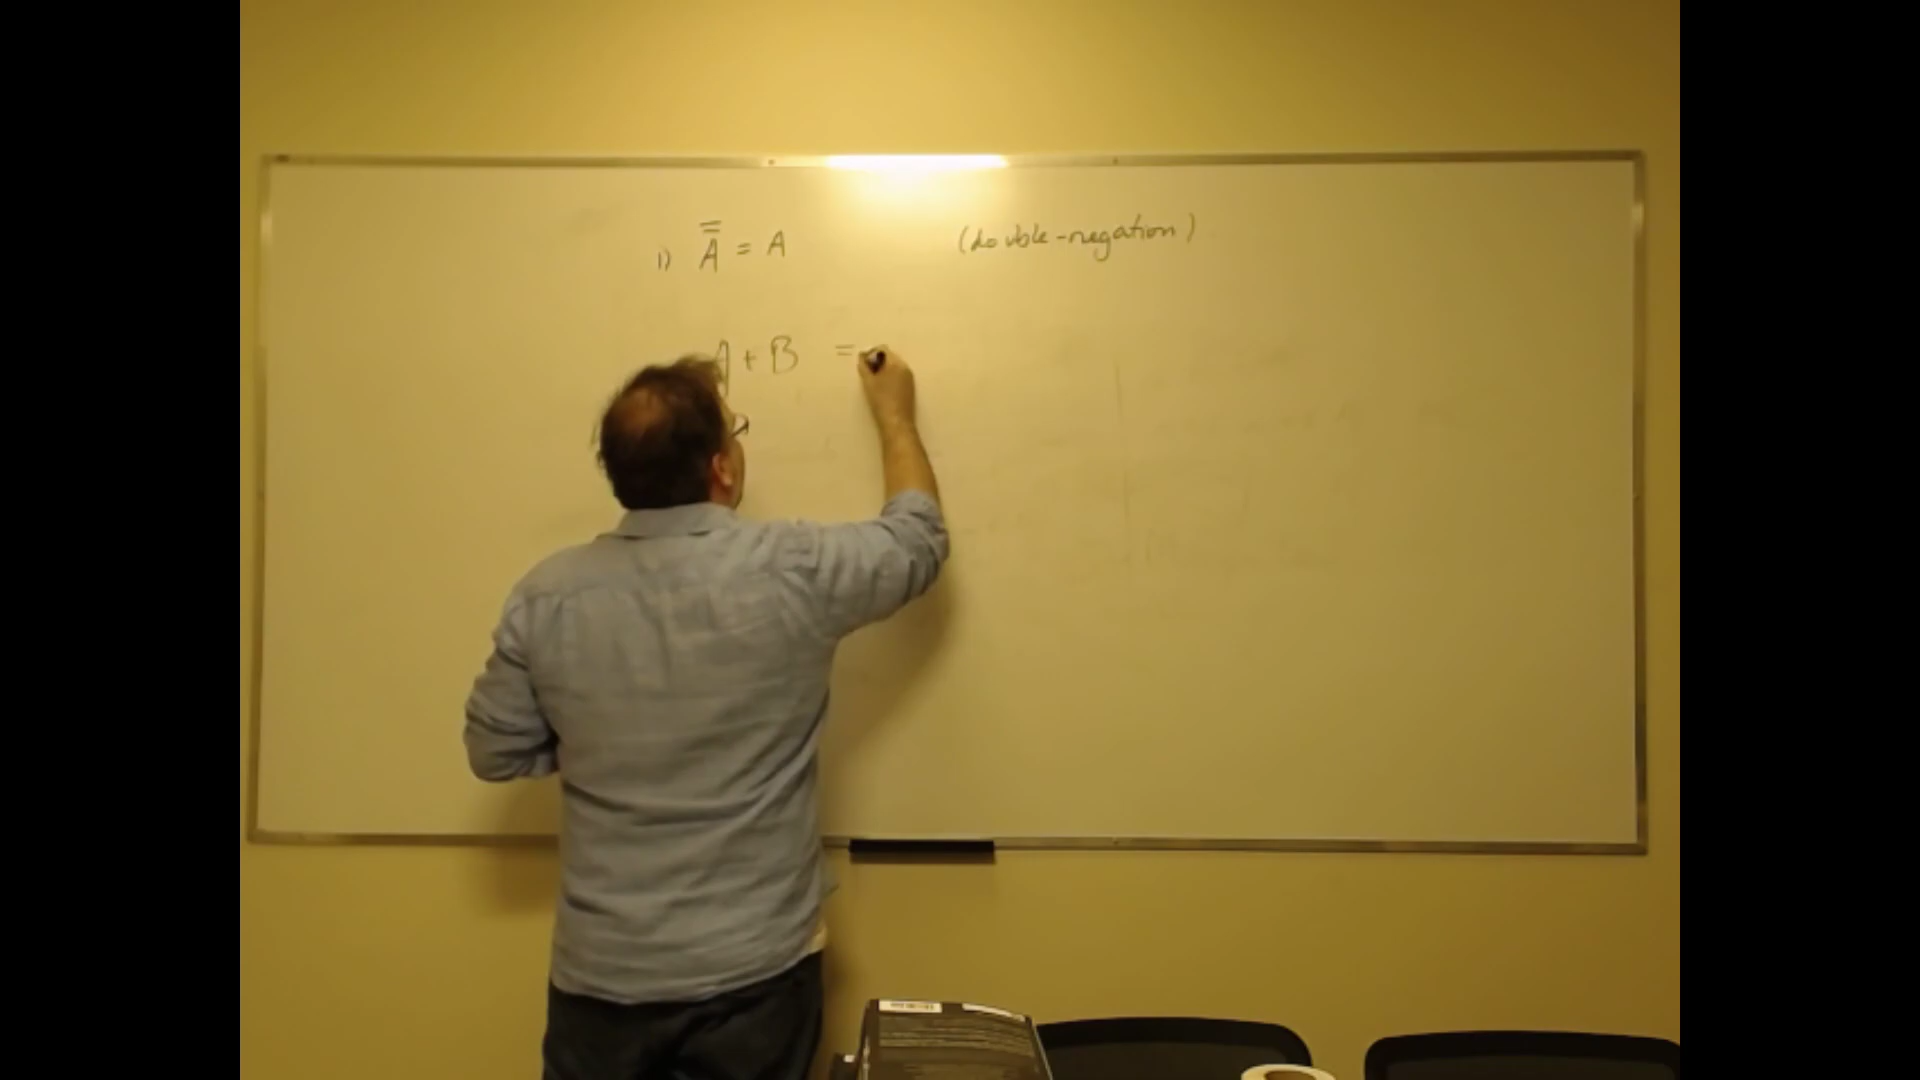 1) A̿ = A (double-negation)
A + B =